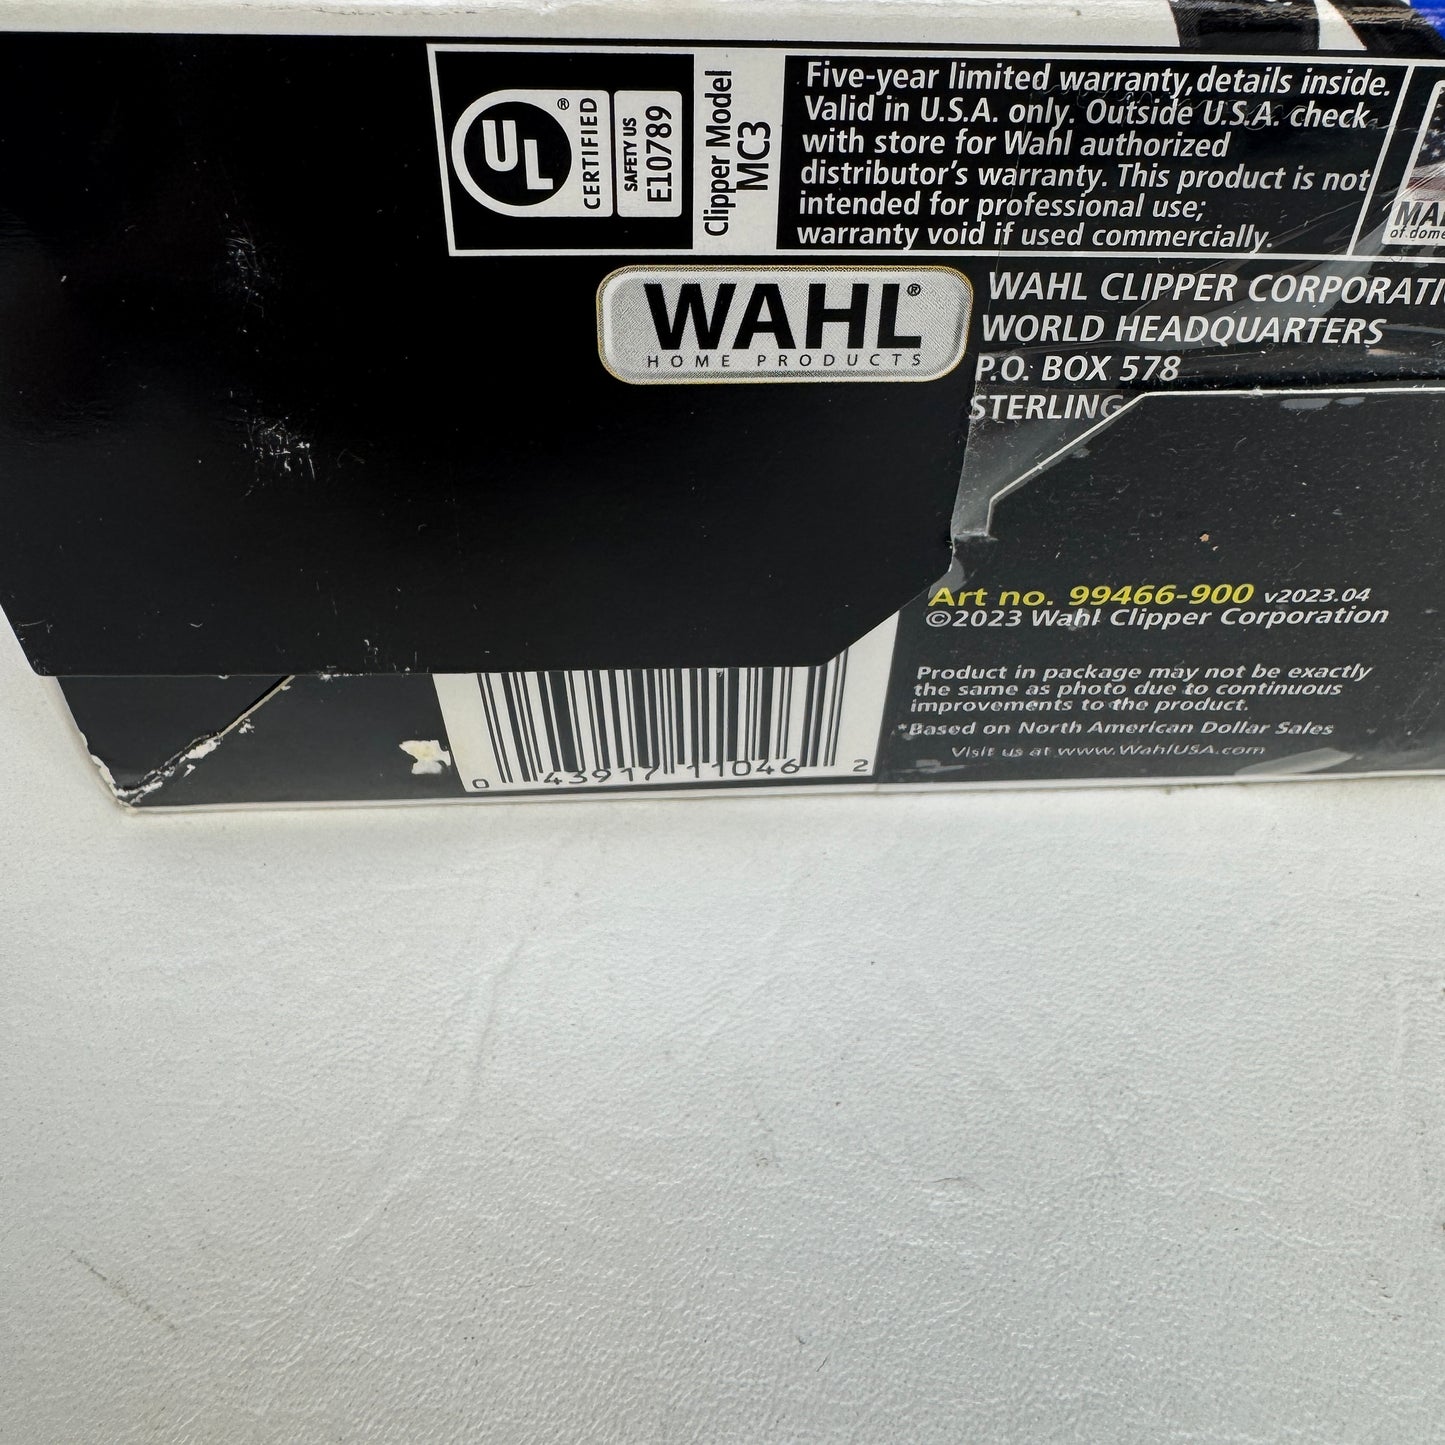 UL
®
CERTIFIED
SAFETY US
E10789
Clipper Model
MC3
Five-year limited warranty, details inside.
Valid in U.S.A. only. Outside U.S.A. check
with store for Wahl authorized
distributor's warranty. This product is not
intended for professional use;
warranty void if used commercially.
of
WAHL®
HOME PRODUCTS
WAHL CLIPPER
WORLD HEADQUARTERS
P.O. BOX 578
STERLING
Art no. 99466-900 v2023.04
©2023 Wahl Clipper Corporation
Product in package may not be exactly
the same as photo due to continuous
improvements to the product.
*Based on North American Dollar Sales
Visit us at www.WahlUSA.com
0 43917 11046 2